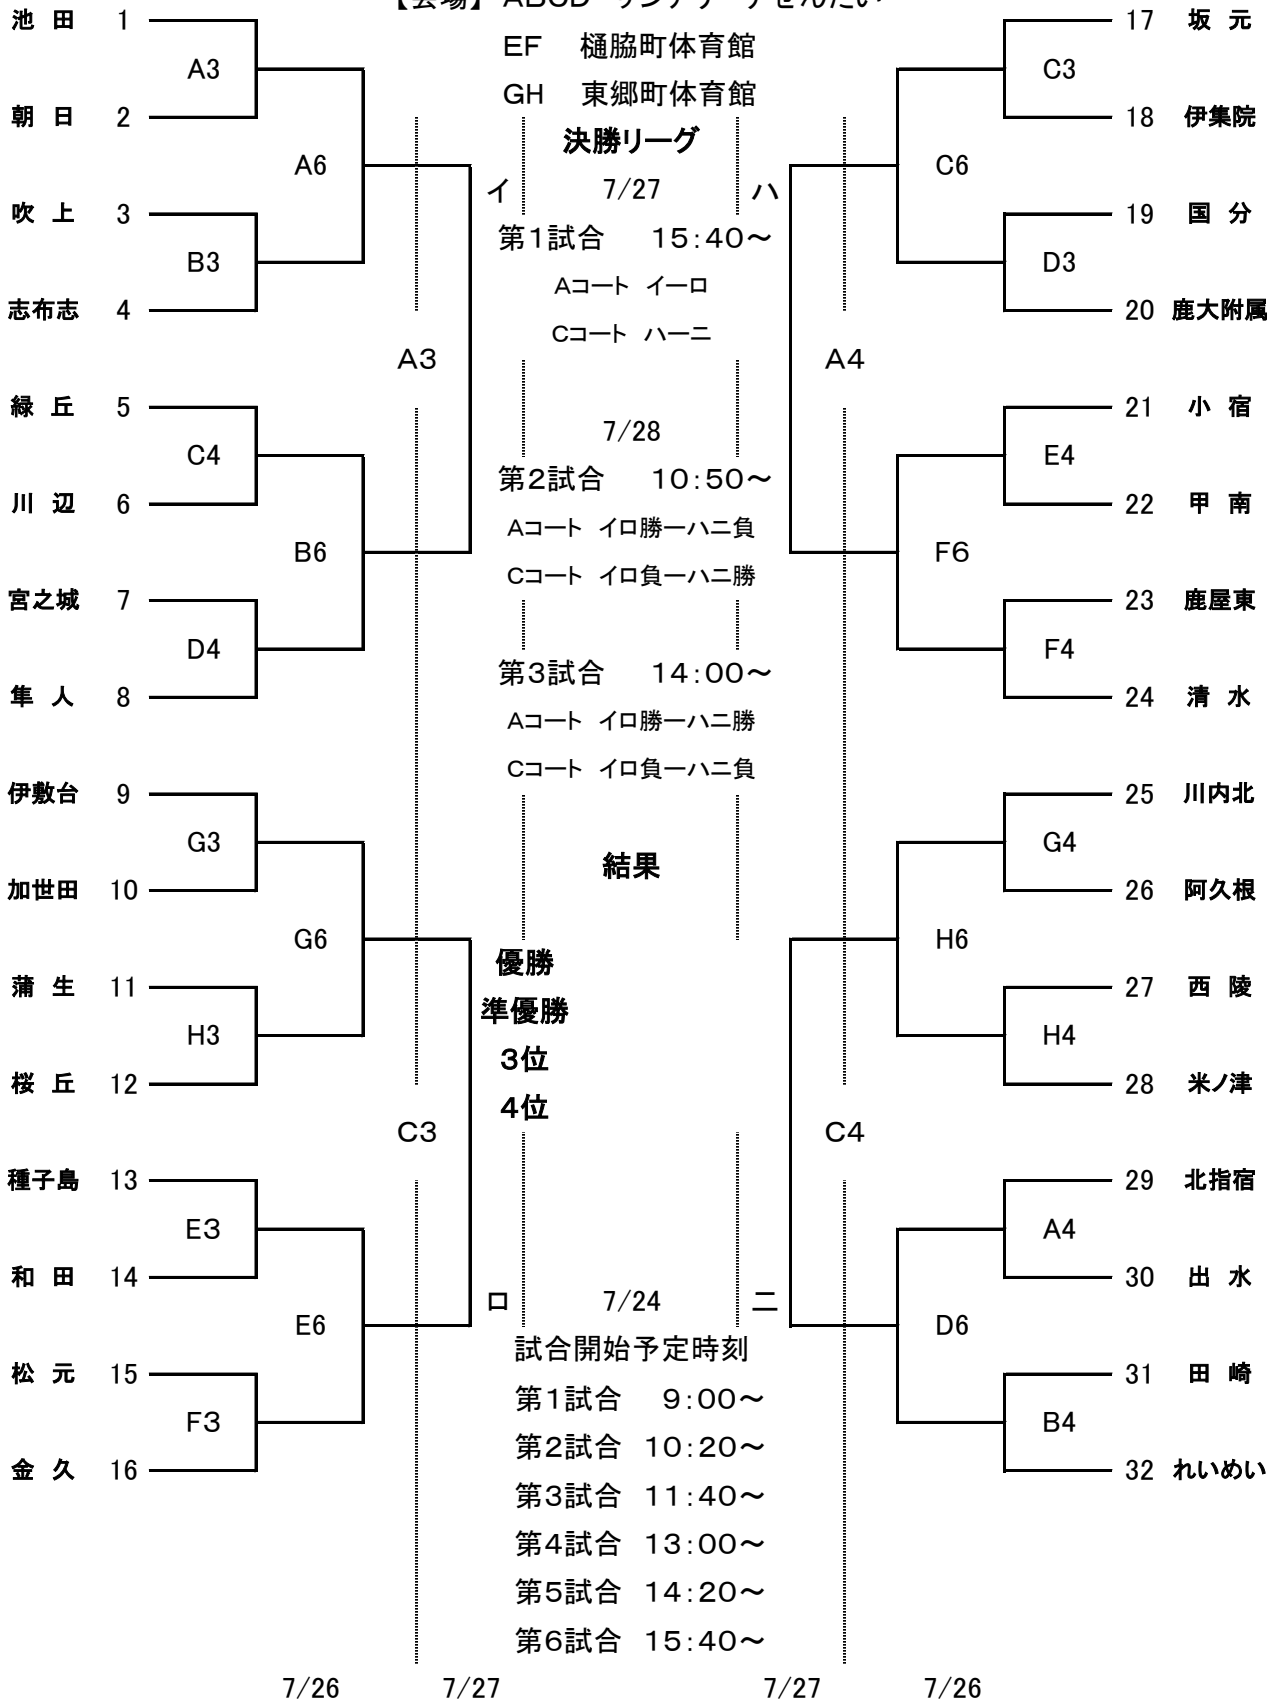 【会場】 ABCD サンアリーナせんだい
EF 樋脇町体育館
GH 東郷町体育館
決勝リーグ
イ 7/27 ハ
第1試合 15:40～
Aコート イーロ
Cコート ハーニ
7/28
第2試合 10:50～
Aコート イロ勝ーハニ負
Cコート イロ負ーハニ勝
第3試合 14:00～
Aコート イロ勝ーハニ勝
Cコート イロ負ーハニ負
結果
優勝
準優勝
3位
4位
ロ 7/24 ニ
試合開始予定時刻
第1試合 9:00～
第2試合 10:20～
第3試合 11:40～
第4試合 13:00～
第5試合 14:20～
第6試合 15:40～
池 田 1
A3
朝 日 2
A6
吹 上 3
B3
志布志 4
A3
緑 丘 5
C4
川 辺 6
B6
宮之城 7
D4
隼 人 8
伊敷台 9
G3
加世田 10
G6
蒲 生 11
H3
桜 丘 12
C3
種子島 13
E3
和 田 14
E6
松 元 15
F3
金 久 16
17 坂 元
C3
18 伊集院
C6
19 国 分
D3
20 鹿大附属
A4
21 小 宿
E4
22 甲 南
F6
23 鹿屋東
F4
24 清 水
25 川内北
G4
26 阿久根
H6
27 西 陵
H4
28 米ノ津
C4
29 北指宿
A4
30 出 水
D6
31 田 崎
B4
32 れいめい
7/26 7/27 7/27 7/26